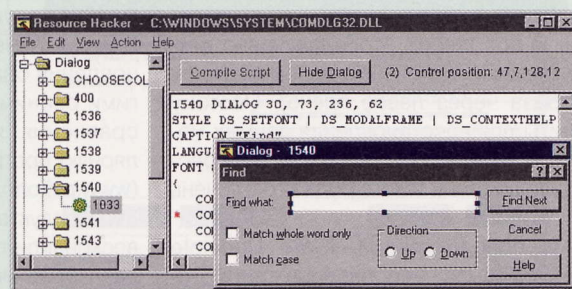 Resource Hacker - C:\WINDOWS\SYSTEM\COMDLG32.DLL
File Edit View Action Help
Dialog
CHOOSECOL
400
1536
1537
1538
1539
1540
1033
1541
1543
Compile Script Hide Dialog (2) Control position: 47,7,128,12
1540 DIALOG 30, 73, 236, 62
STYLE DS_SETFONT | DS_MODALFRAME | DS_CONTEXTHELP
CAPTION "Find"
LANGU
FONT
{
CO
CO
CO
CO
Dialog - 1540
Find
Find what:
Find Next
Match whole word only
Direction
Cancel
Match case
Up Down
Help